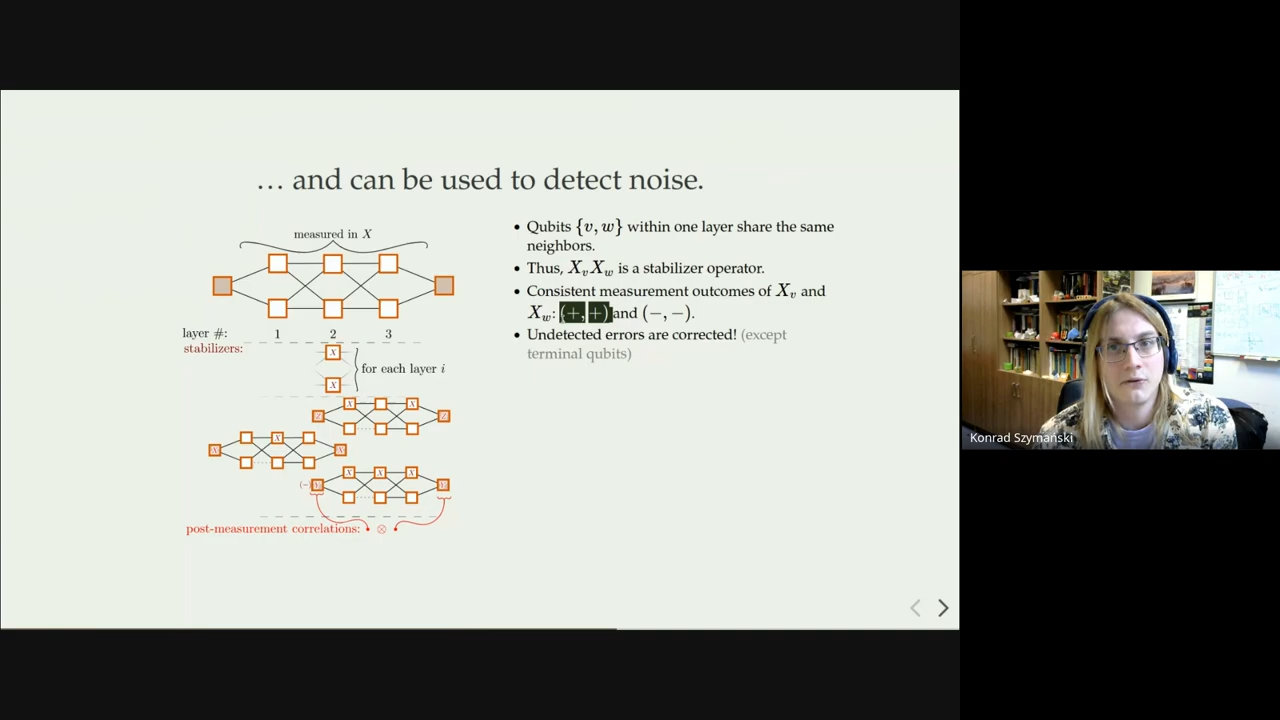 … and can be used to detect noise.
measured in X
layer #: 1 2 3
stabilizers:
X
for each layer i
X
X X
Z Z
X
X X
X X X
(−)
post-measurement correlations: ⊗
• Qubits {v, w} within one layer share the same
neighbors.
• Thus, X_v X_w is a stabilizer operator.
• Consistent measurement outcomes of X_v and
X_w: (+, +) and (−, −).
• Undetected errors are corrected! (except
terminal qubits)
Konrad Szymański